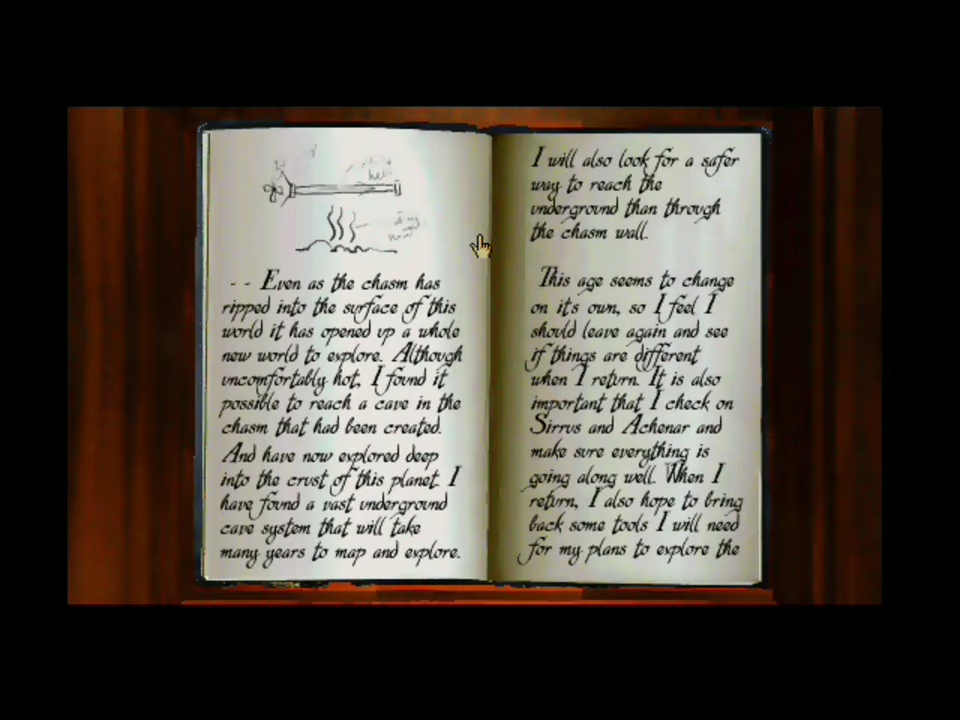 - - Even as the chasm has
ripped into the surface of this
world it has opened up a whole
new world to explore. Although
uncomfortably hot, I found it
possible to reach a cave in the
chasm that had been created.
And have now explored deep
into the crust of this planet. I
have found a vast underground
cave system that will take
many years to map and explore.
I will also look for a safer
way to reach the
underground than through
the chasm wall.
This age seems to change
on it's own, so I feel I
should leave again and see
if things are different
when I return. It is also
important that I check on
Sirrus and Achenar and
make sure everything is
going along well. When I
return, I also hope to bring
back some tools I will need
for my plans to explore the